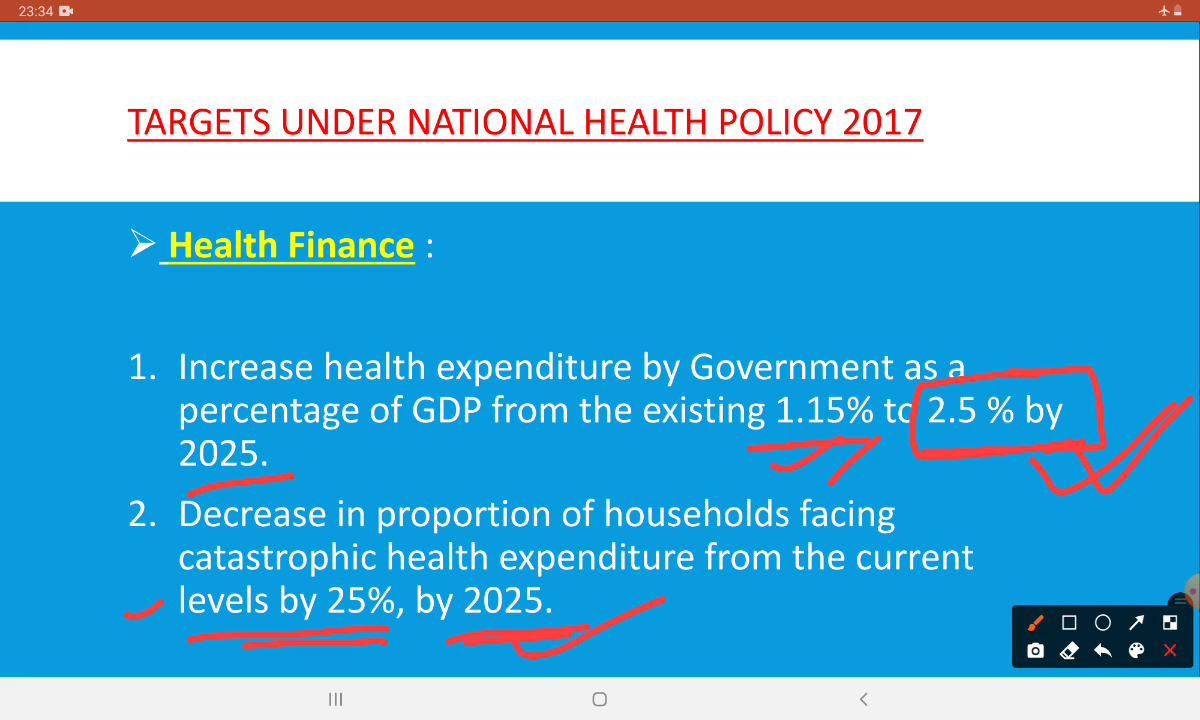 23:34
TARGETS UNDER NATIONAL HEALTH POLICY 2017
Health Finance :
1. Increase health expenditure by Government as a
percentage of GDP from the existing 1.15% to 2.5 % by
2025.
2. Decrease in proportion of households facing
catastrophic health expenditure from the current
levels by 25%, by 2025.